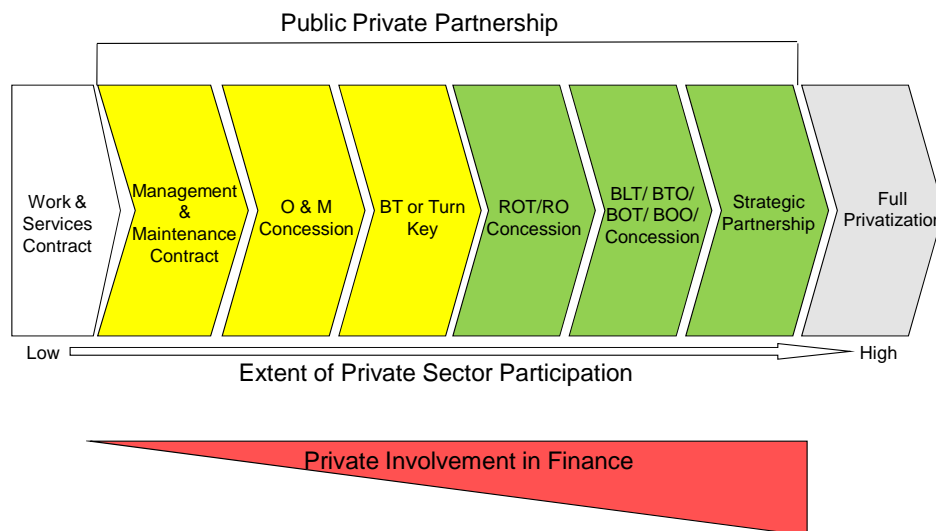 Public Private Partnership
Work &
Services
Contract
Management
&
Maintenance
Contract
O & M
Concession
BT or Turn
Key
ROT/RO
Concession
BLT/ BTO/
BOT/ BOO/
Concession
Strategic
Partnership
Full
Privatization
Low
High
Extent of Private Sector Participation
Private Involvement in Finance